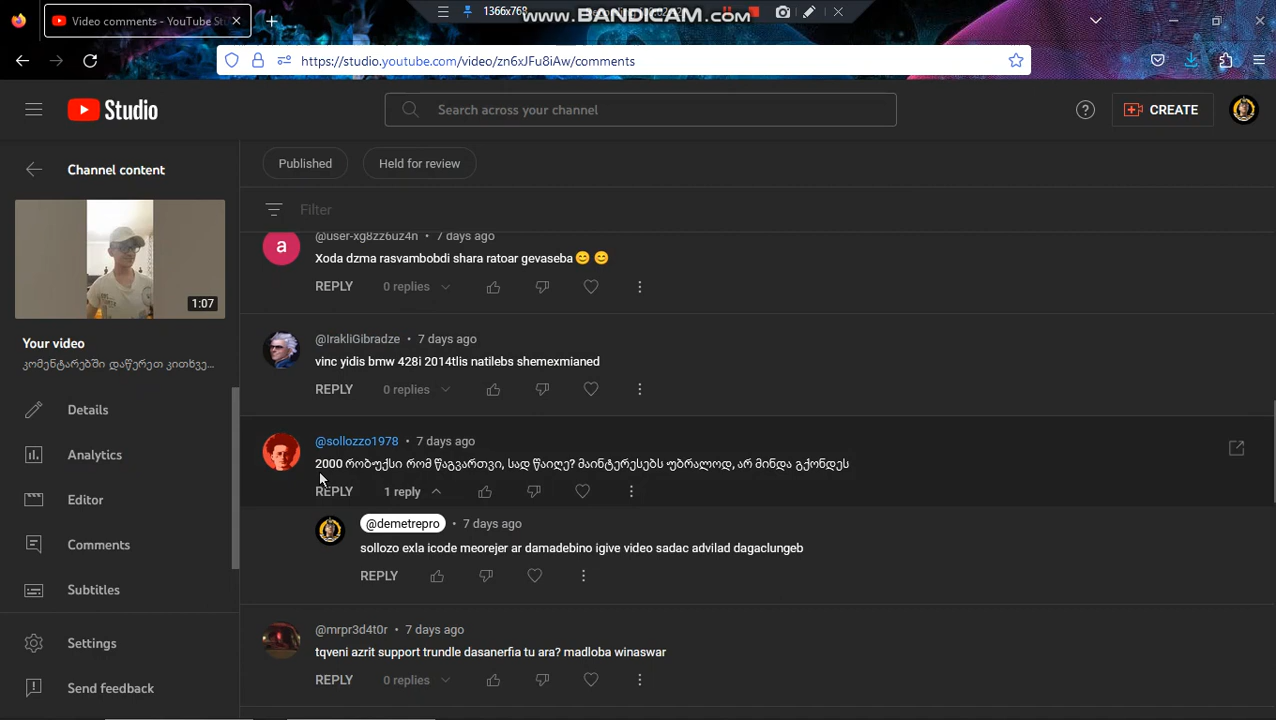 Video comments - YouTube Stu
1366x768
www.BANDICAM.com
https://studio.youtube.com/video/zn6xJFu8iAw/comments
Studio
Search across your channel
CREATE
Channel content
1:07
Your video
კომენტარებში დაწერეთ კითხვე...
Details
Analytics
Editor
Comments
Subtitles
Settings
Send feedback
Published
Held for review
Filter
@user-xg8zz6uz4n • 7 days ago
a
Xoda dzma rasvambobdi shara ratoar gevaseba😊 😊
REPLY 0 replies
@IrakliGibradze • 7 days ago
vinc yidis bmw 428i 2014tlis natilebs shemexmianed
REPLY 0 replies
@sollozzo1978 • 7 days ago
2000 რობუქსი რომ წაგვართვი, სად წაიღე? მაინტერესებს უბრალოდ, არ მინდა გქონდეს
REPLY 1 reply
@demetrepro • 7 days ago
sollozo exla icode meorejer ar damadebino igive video sadac advilad dagaclungeb
REPLY
@mrpr3d4t0r • 7 days ago
tqveni azrit support trundle dasanerfia tu ara? madloba winaswar
REPLY 0 replies